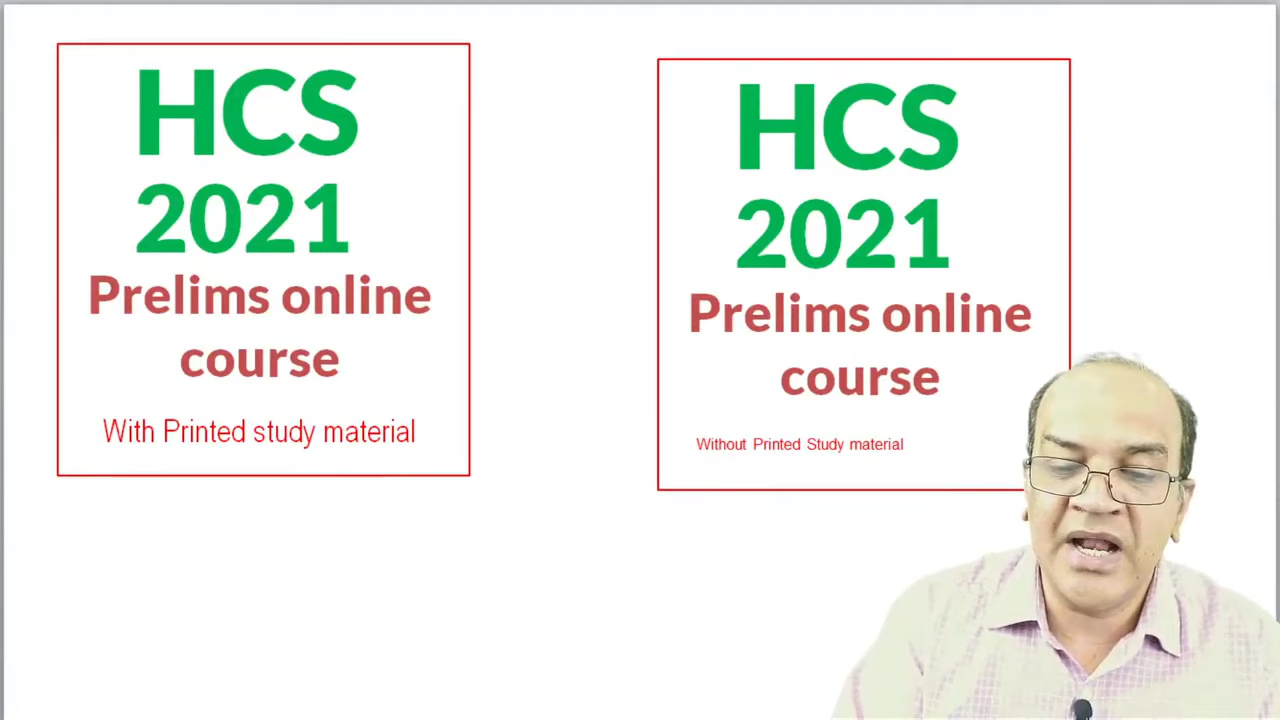 HCS
2021
Prelims online
course
With Printed study material
HCS
2021
Prelims online
course
Without Printed Study material